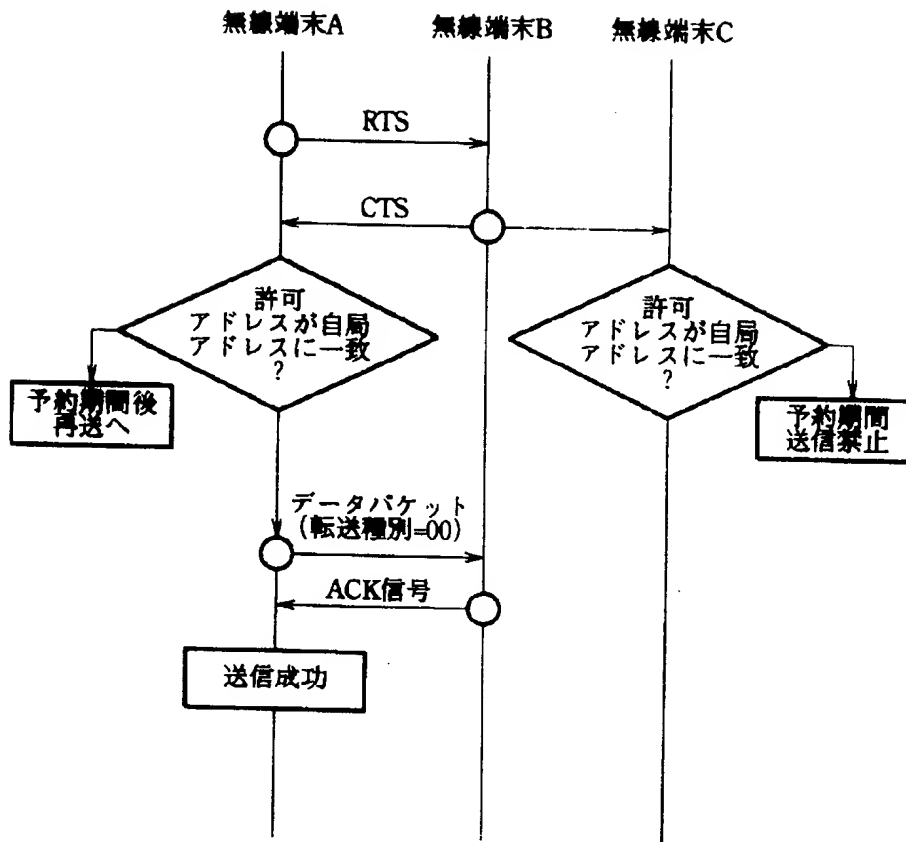 無線端末A
無線端末B
無線端末C
RTS
CTS
許可
アドレスが自局
アドレスに一致
?
許可
アドレスが自局
アドレスに一致
?
予約期間後
再送へ
予約期間
送信禁止
データパケット
(転送種別=00)
ACK信号
送信成功